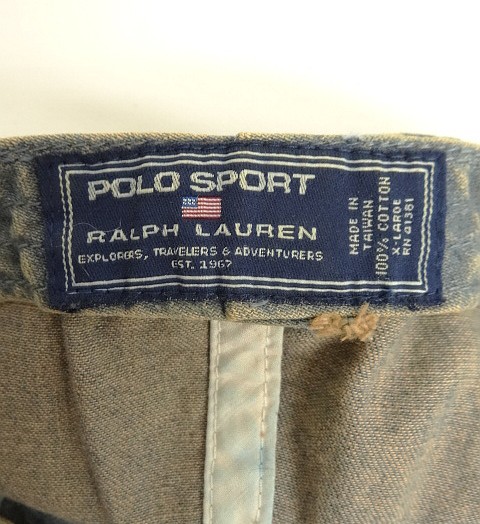 POLO SPORT
RALPH LAUREN
EXPLORERS, TRAVELERS & ADVENTURERS
EST. 1967
MADE IN
TAIWAN
100% COTTON
X-LARGE
RN 41381